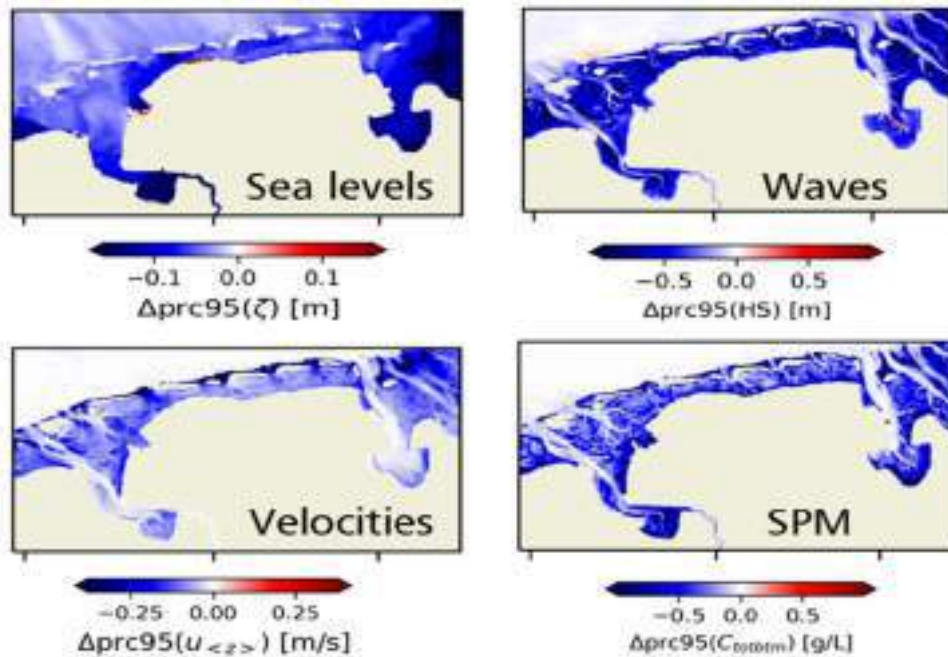 Sea levels
−0.1 0.0 0.1
Δprc95(ζ) [m]
Waves
−0.5 0.0 0.5
Δprc95(HS) [m]
Velocities
−0.25 0.00 0.25
Δprc95(u<z>) [m/s]
SPM
−0.5 0.0 0.5
Δprc95( ) [g/L]